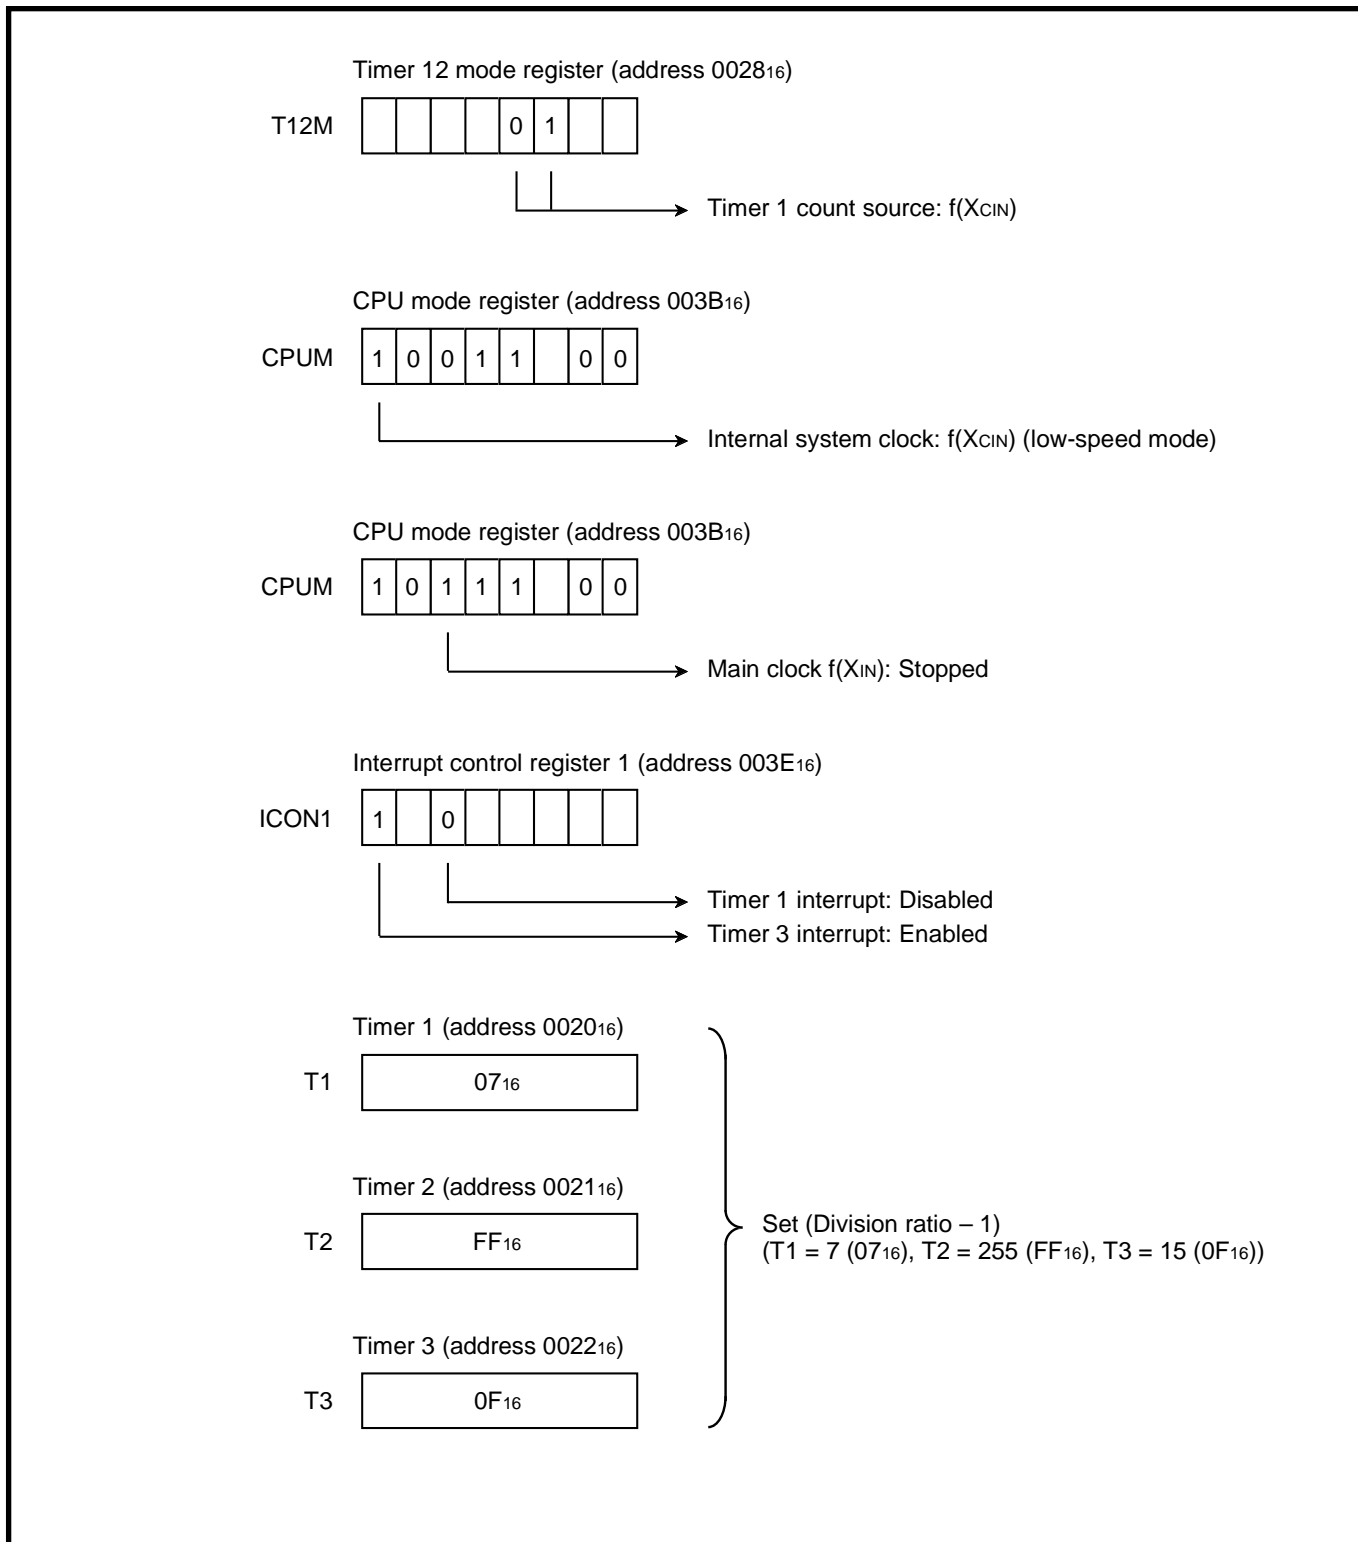 Timer 12 mode register (address 0028₁₆)
T12M 0 1
Timer 1 count source: f(XCIN)
CPU mode register (address 003B₁₆)
CPUM 1 0 0 1 1 0 0
Internal system clock: f(XCIN) (low-speed mode)
CPU mode register (address 003B₁₆)
CPUM 1 0 1 1 1 0 0
Main clock f(XIN): Stopped
Interrupt control register 1 (address 003E₁₆)
ICON1 1 0
Timer 1 interrupt: Disabled
Timer 3 interrupt: Enabled
Timer 1 (address 0020₁₆)
T1 07₁₆
Timer 2 (address 0021₁₆)
T2 FF₁₆
Set (Division ratio – 1)
(T1 = 7 (07₁₆), T2 = 255 (FF₁₆), T3 = 15 (0F₁₆))
Timer 3 (address 0022₁₆)
T3 0F₁₆